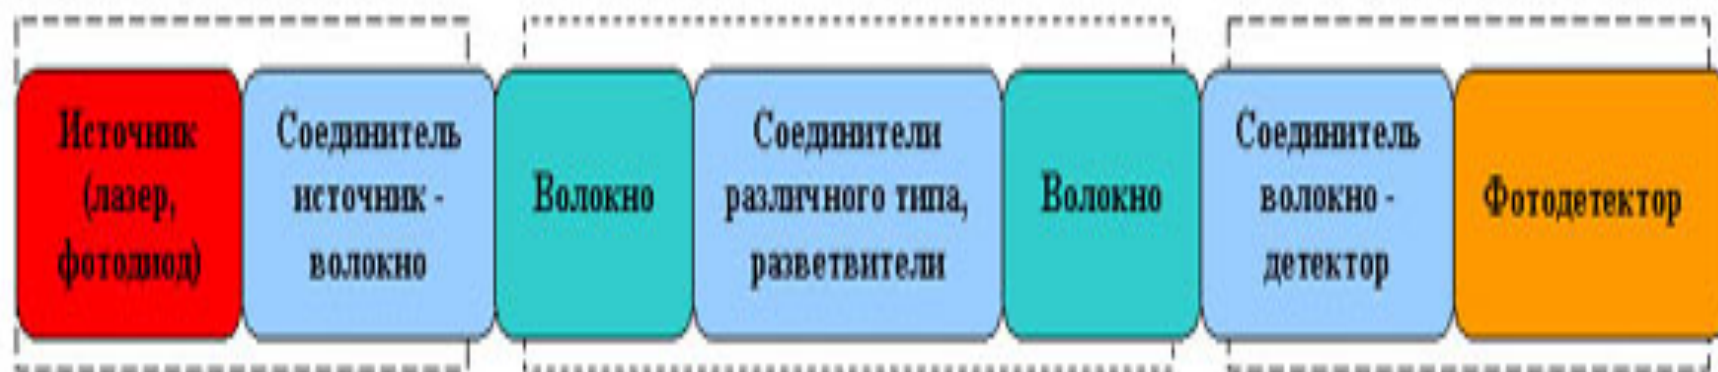 Источник
(лазер,
фотодиод)
Соединитель
источник -
волокно
Волокно
Соединители
различного типа,
разветвители
Волокно
Соединитель
волокно -
детектор
Фотодетектор